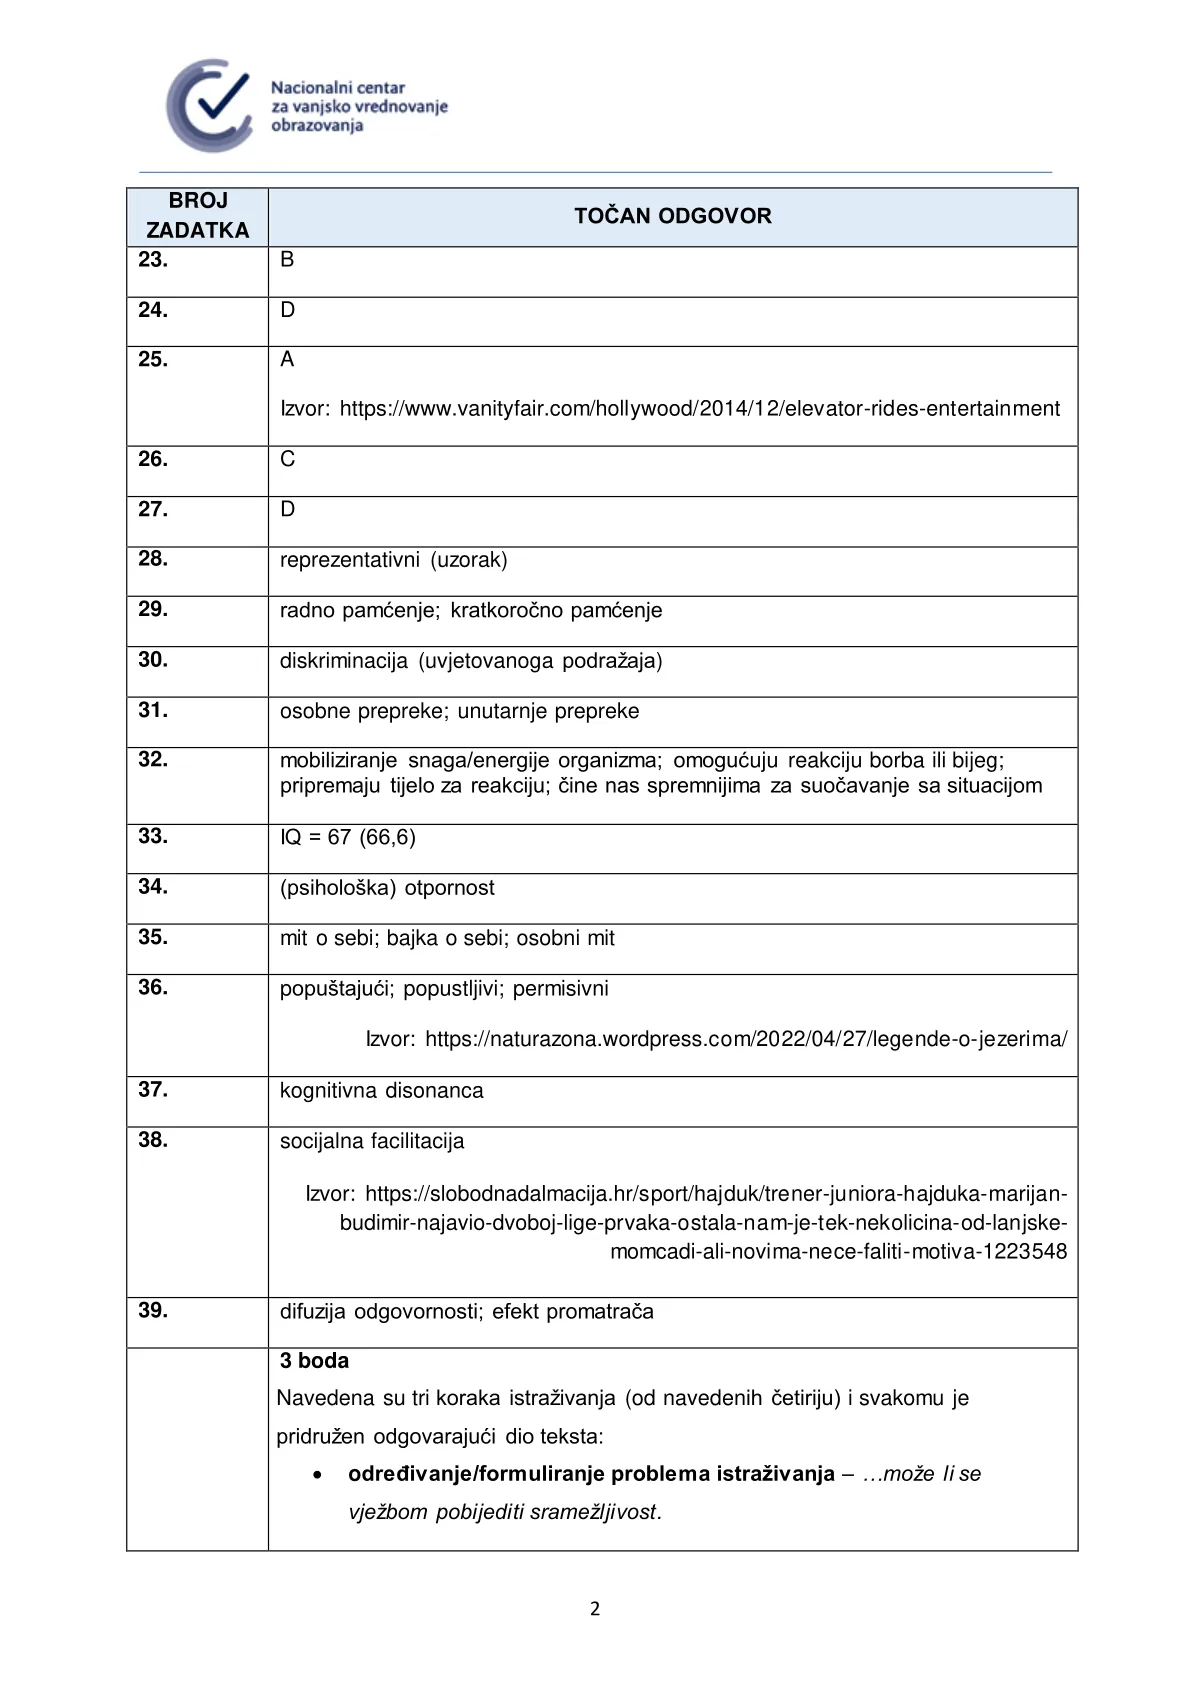 Nacionalni centar
za vanjsko vrednovanje
obrazovanja
BROJ
ZADATKA
TOČAN ODGOVOR
23.
B
24.
D
25.
A
Izvor: https://www.vanityfair.com/hollywood/2014/12/elevator-rides-entertainment
26.
C
27.
D
28.
reprezentativni (uzorak)
29.
radno pamćenje; kratkoročno pamćenje
30.
diskriminacija (uvjetovanoga podražaja)
31.
osobne prepreke; unutarnje prepreke
32.
mobiliziranje snaga/energije organizma; omogućuju reakciju borba ili bijeg;
pripremaju tijelo za reakciju; čine nas spremnijima za suočavanje sa situacijom
33.
IQ = 67 (66,6)
34.
(psihološka) otpornost
35.
mit o sebi; bajka o sebi; osobni mit
36.
popuštajući; popustljivi; permisivni
Izvor: https://naturazona.wordpress.com/2022/04/27/legende-o-jezerima/
37.
kognitivna disonanca
38.
socijalna facilitacija
Izvor: https://slobodnadalmacija.hr/sport/hajduk/trener-juniora-hajduka-marijan-
budimir-najavio-dvoboj-lige-prvaka-ostala-nam-je-tek-nekolicina-od-lanjske-
momcadi-ali-novima-nece-faliti-motiva-1223548
39.
difuzija odgovornosti; efekt promatrača
3 boda
Navedena su tri koraka istraživanja (od navedenih četiriju) i svakomu je
pridružen odgovarajući dio teksta:
• određivanje/formuliranje problema istraživanja – …može li se
vježbom pobijediti sramežljivost.
2